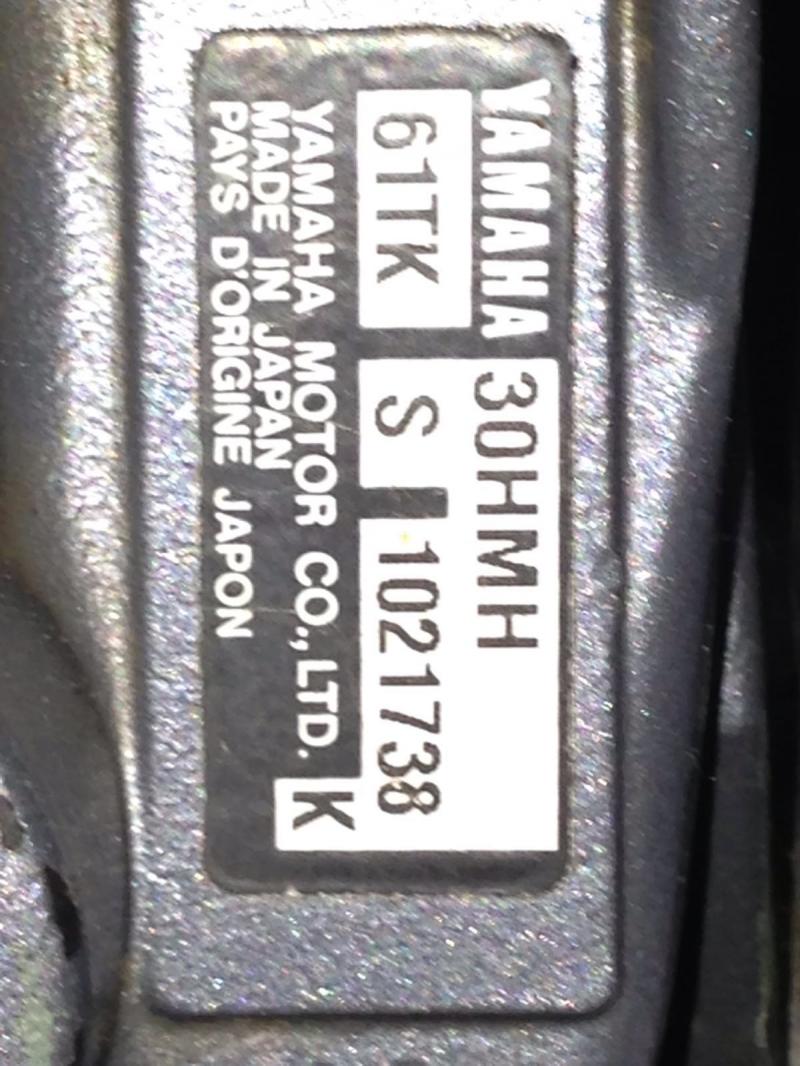 YAMAHA 30HMH
61TK S 1021738
YAMAHA MOTOR CO., LTD. K
MADE IN JAPAN
PAYS D'ORIGINE JAPON